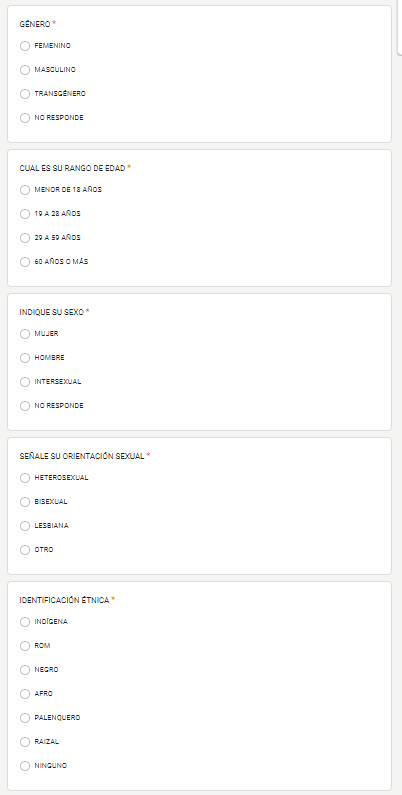 GÉNERO *
FEMENINO
MASCULINO
TRANSGÉNERO
NO RESPONDE
CUAL ES SU RANGO DE EDAD *
MENOR DE 18 AÑOS
19 A 28 AÑOS
29 A 59 AÑOS
60 AÑOS O MÁS
INDIQUE SU SEXO *
MUJER
HOMBRE
INTERSEXUAL
NO RESPONDE
SEÑALE SU ORIENTACIÓN SEXUAL *
HETEROSEXUAL
BISEXUAL
LESBIANA
OTRO
IDENTIFICACIÓN ÉTNICA *
INDÍGENA
ROM
NEGRO
AFRO
PALENQUERO
RAIZAL
NINGUNO